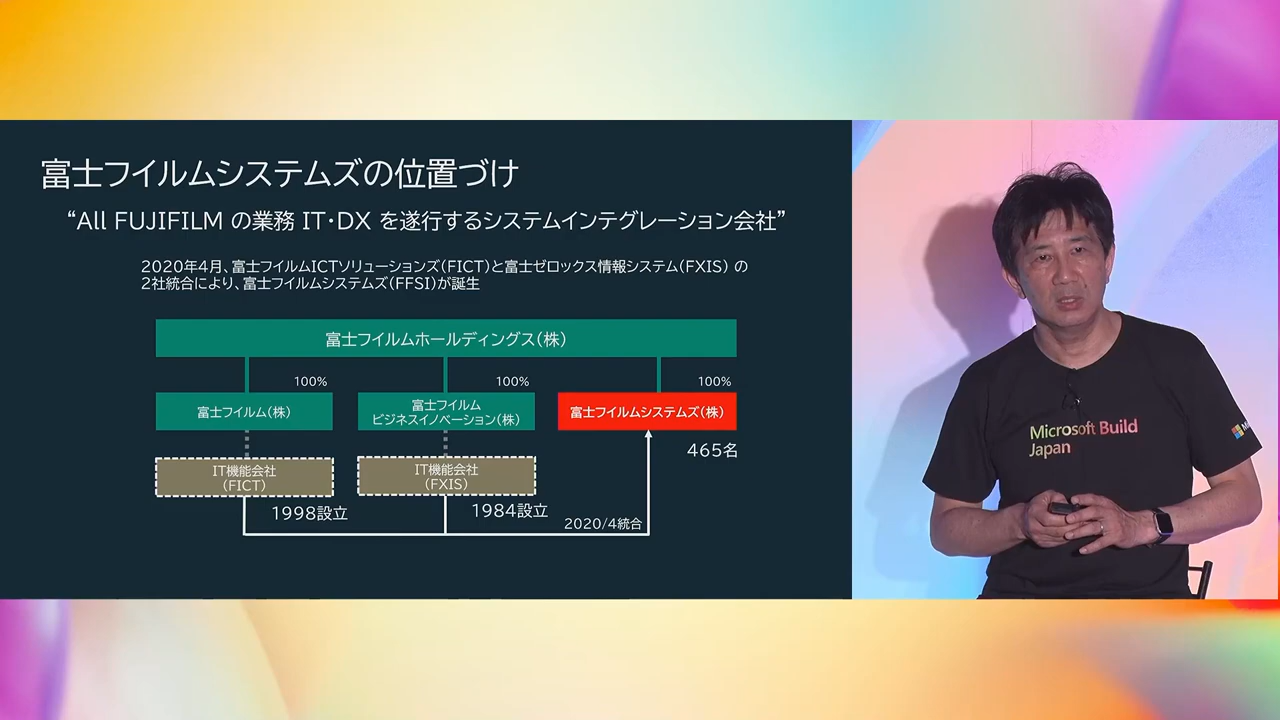 富士フイルムシステムズの位置づけ
“All FUJIFILM の業務 IT・DX を遂行するシステムインテグレーション会社”
2020年4月、富士フイルムICTソリューションズ(FICT)と富士ゼロックス情報システム(FXIS) の
2社統合により、富士フイルムシステムズ(FFSI)が誕生
富士フイルムホールディングス(株)
100%
100%
100%
富士フイルム(株)
富士フイルム
ビジネスイノベーション(株)
富士フイルムシステムズ(株)
465名
IT機能会社
(FICT)
IT機能会社
(FXIS)
1998設立
1984設立
2020/4統合
Microsoft Build
Japan